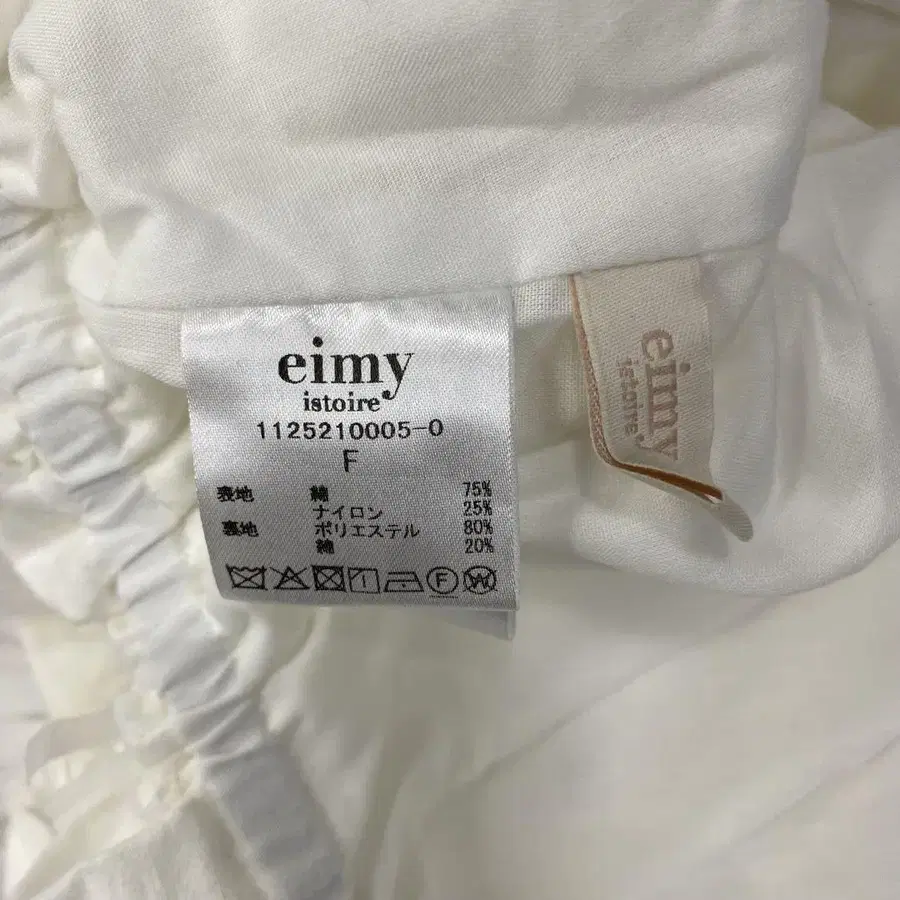 eimy
istoire
1125210005-0
F
表地 綿 75%
ナイロン 25%
裏地 ポリエステル 80%
綿 20%
F
W
eimy
istoire